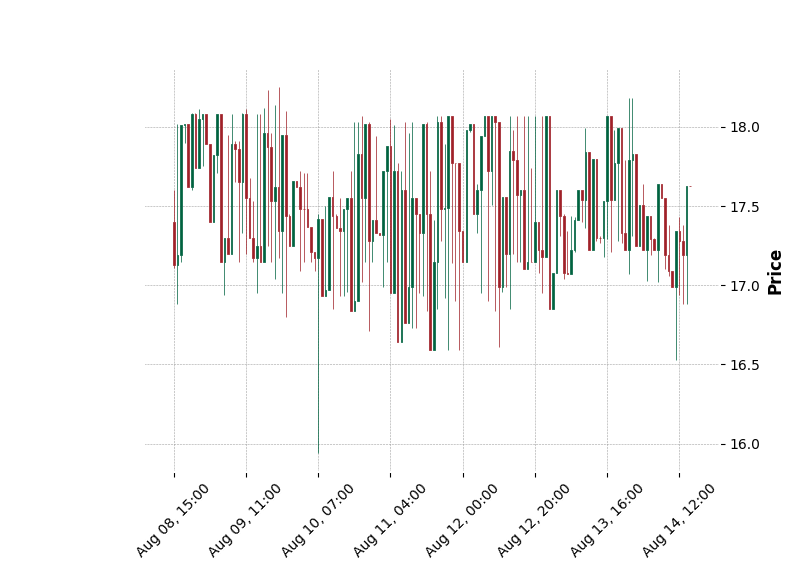 18.0
17.5
17.0
16.5
16.0
Price
Aug 08, 15:00
Aug 09, 11:00
Aug 10, 07:00
Aug 11, 04:00
Aug 12, 00:00
Aug 12, 20:00
Aug 13, 16:00
Aug 14, 12:00